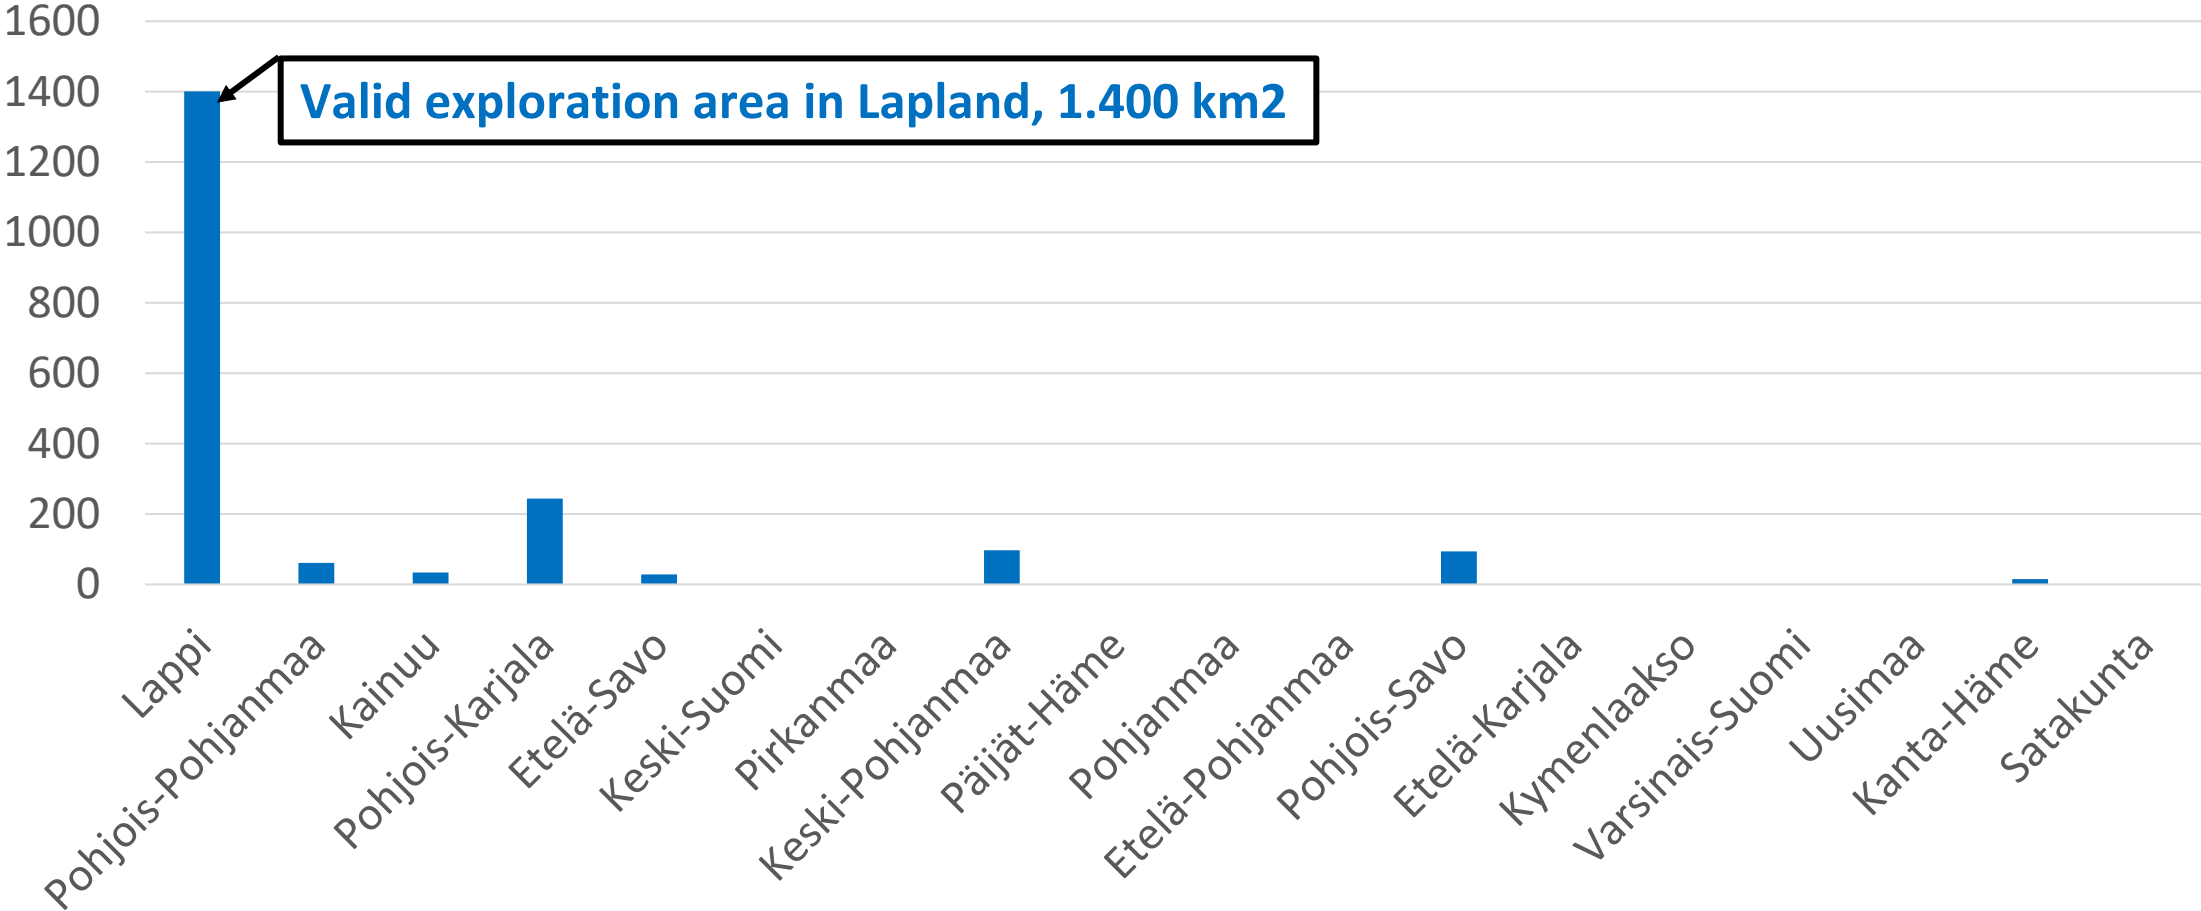 1600
1400
1200
1000
800
600
400
200
0
Valid exploration area in Lapland, 1.400 km2
Lappi
Pohjois-Pohjanmaa
Kainuu
Pohjois-Karjala
Etelä-Savo
Keski-Suomi
Pirkanmaa
Keski-Pohjanmaa
Päijät-Häme
Pohjanmaa
Etelä-Pohjanmaa
Pohjois-Savo
Etelä-Karjala
Kymenlaakso
Varsinais-Suomi
Uusimaa
Kanta-Häme
Satakunta